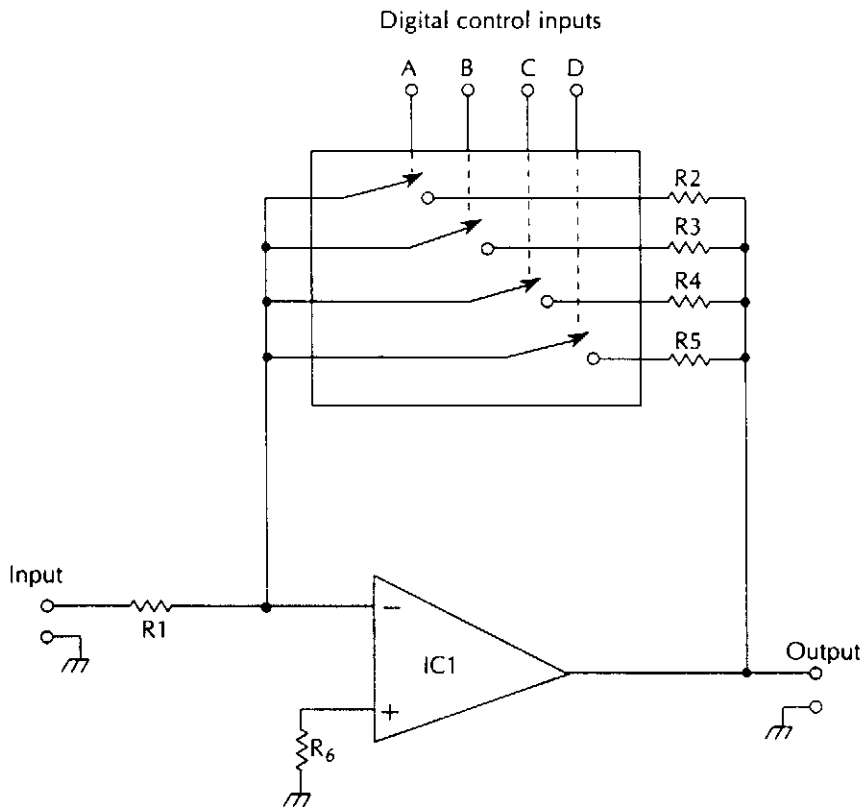 Digital control inputs
A B C D
R2
R3
R4
R5
Input
R1
−
IC1
+
R6
Output